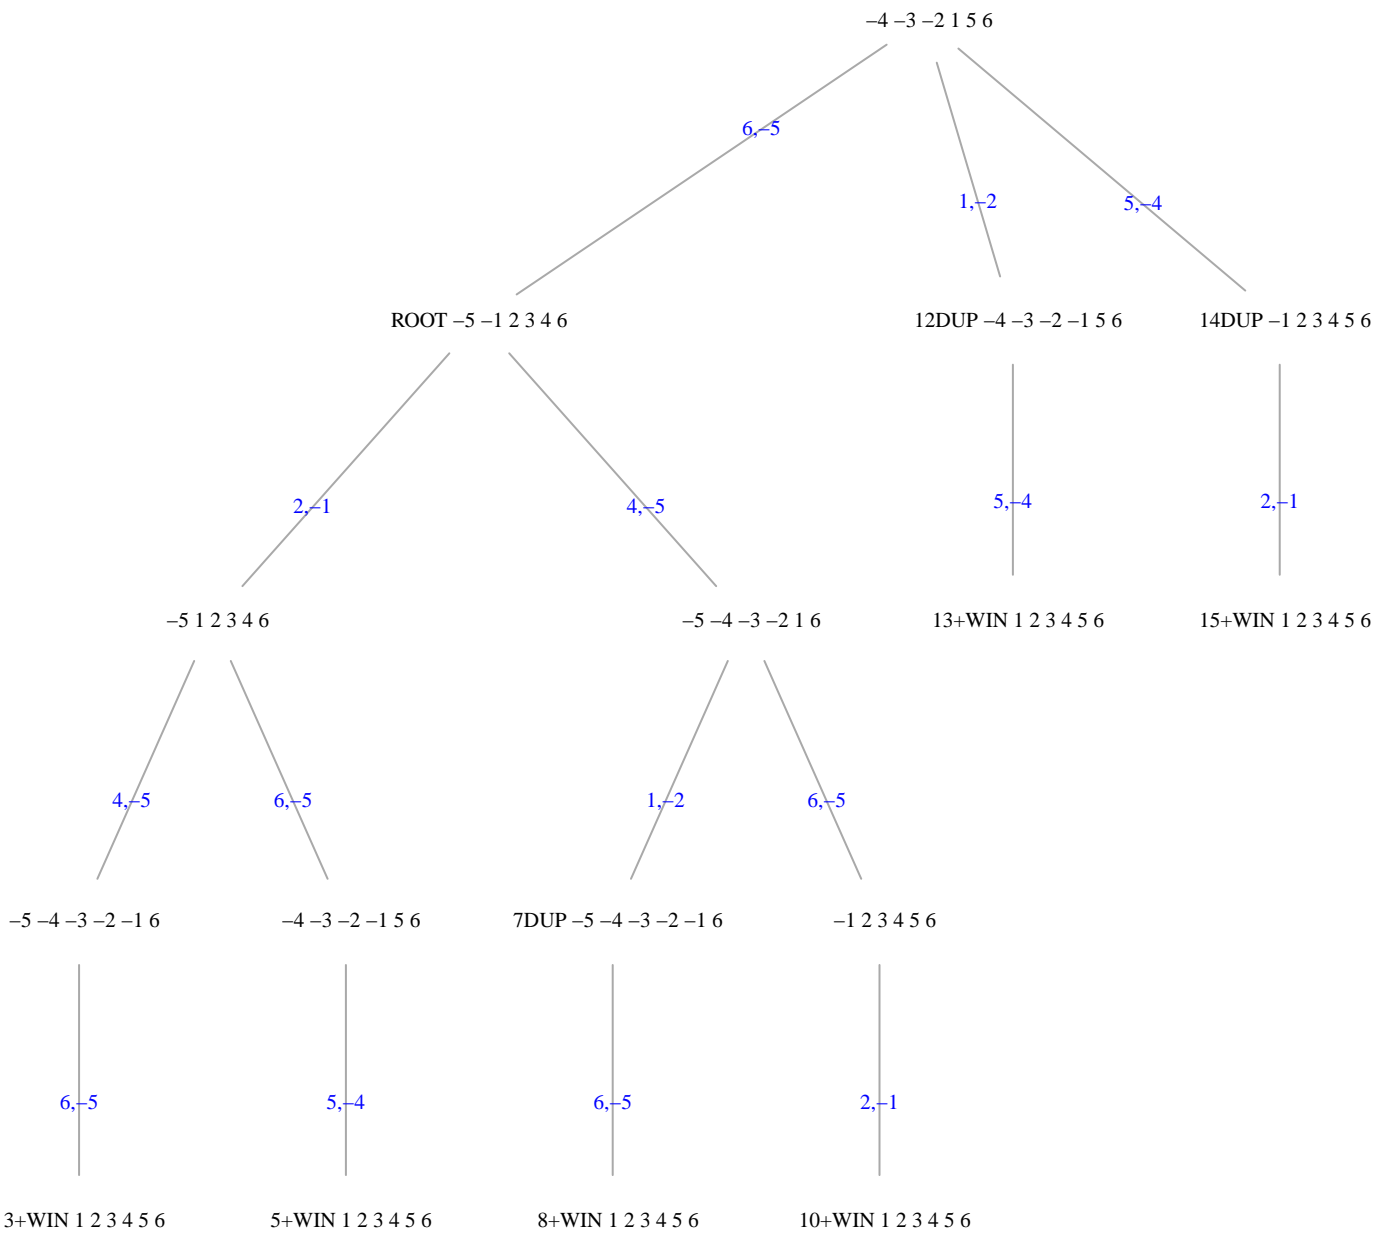 –4 –3 –2 1 5 6
6,–5
1,–2
5,–4
ROOT –5 –1 2 3 4 6
12DUP –4 –3 –2 –1 5 6
14DUP –1 2 3 4 5 6
2,–1
4,–5
5,–4
2,–1
–5 1 2 3 4 6
–5 –4 –3 –2 1 6
13+WIN 1 2 3 4 5 6
15+WIN 1 2 3 4 5 6
4,–5
6,–5
1,–2
6,–5
–5 –4 –3 –2 –1 6
–4 –3 –2 –1 5 6
7DUP –5 –4 –3 –2 –1 6
–1 2 3 4 5 6
6,–5
5,–4
6,–5
2,–1
3+WIN 1 2 3 4 5 6
5+WIN 1 2 3 4 5 6
8+WIN 1 2 3 4 5 6
10+WIN 1 2 3 4 5 6